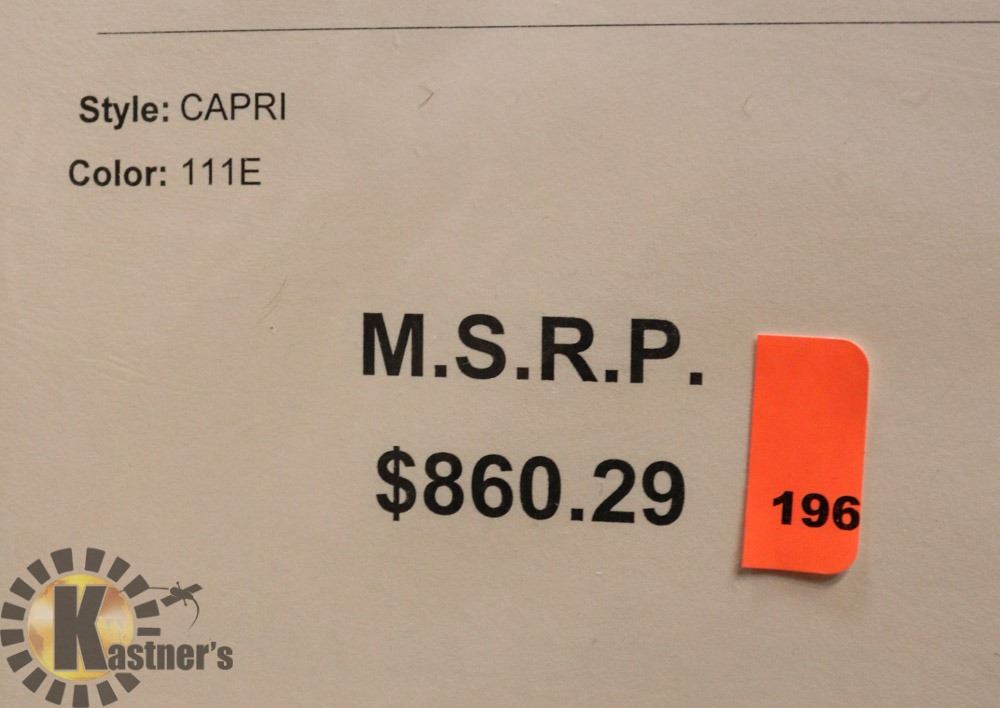 Style: CAPRI
Color: 111E
M.S.R.P.
$860.29
196
Kastner's